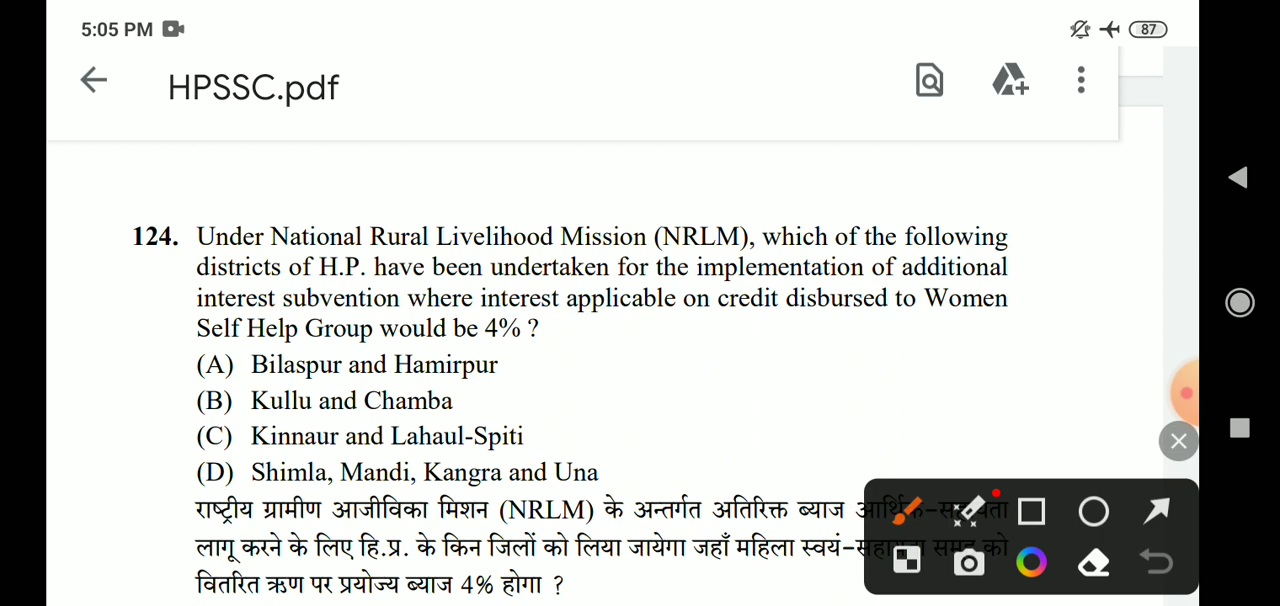 5:05 PM
87
HPSSC.pdf
124. Under National Rural Livelihood Mission (NRLM), which of the following
districts of H.P. have been undertaken for the implementation of additional
interest subvention where interest applicable on credit disbursed to Women
Self Help Group would be 4% ?
(A) Bilaspur and Hamirpur
(B) Kullu and Chamba
(C) Kinnaur and Lahaul-Spiti
(D) Shimla, Mandi, Kangra and Una
राष्ट्रीय ग्रामीण आजीविका मिशन (NRLM) के अन्तर्गत अतिरिक्त ब्याज
लागू करने के लिए हि.प्र. के किन जिलों को लिया जायेगा जहाँ महिला स्वयं-
वितरित ऋण पर प्रयोज्य ब्याज 4% होगा ?